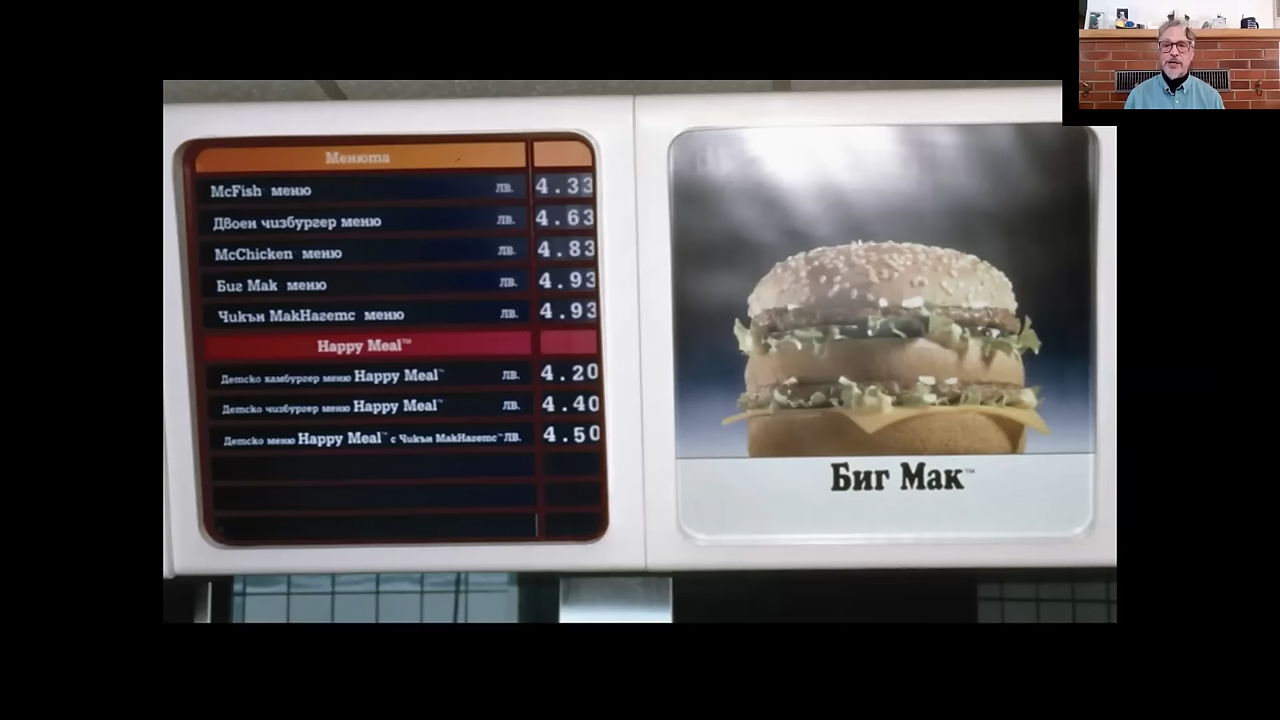 Менюта
McFish меню лв. 4.33
Двоен чизбургер меню лв. 4.63
McChicken меню лв. 4.83
Биг Мак меню лв. 4.93
Чикън МакНагетс меню лв. 4.93
Happy Meal™
Детско хамбургер меню Happy Meal™ лв. 4.20
Детско чизбургер меню Happy Meal™ лв. 4.40
Детско меню Happy Meal™ с Чикън МакНагетс™ лв. 4.50
Биг Мак™